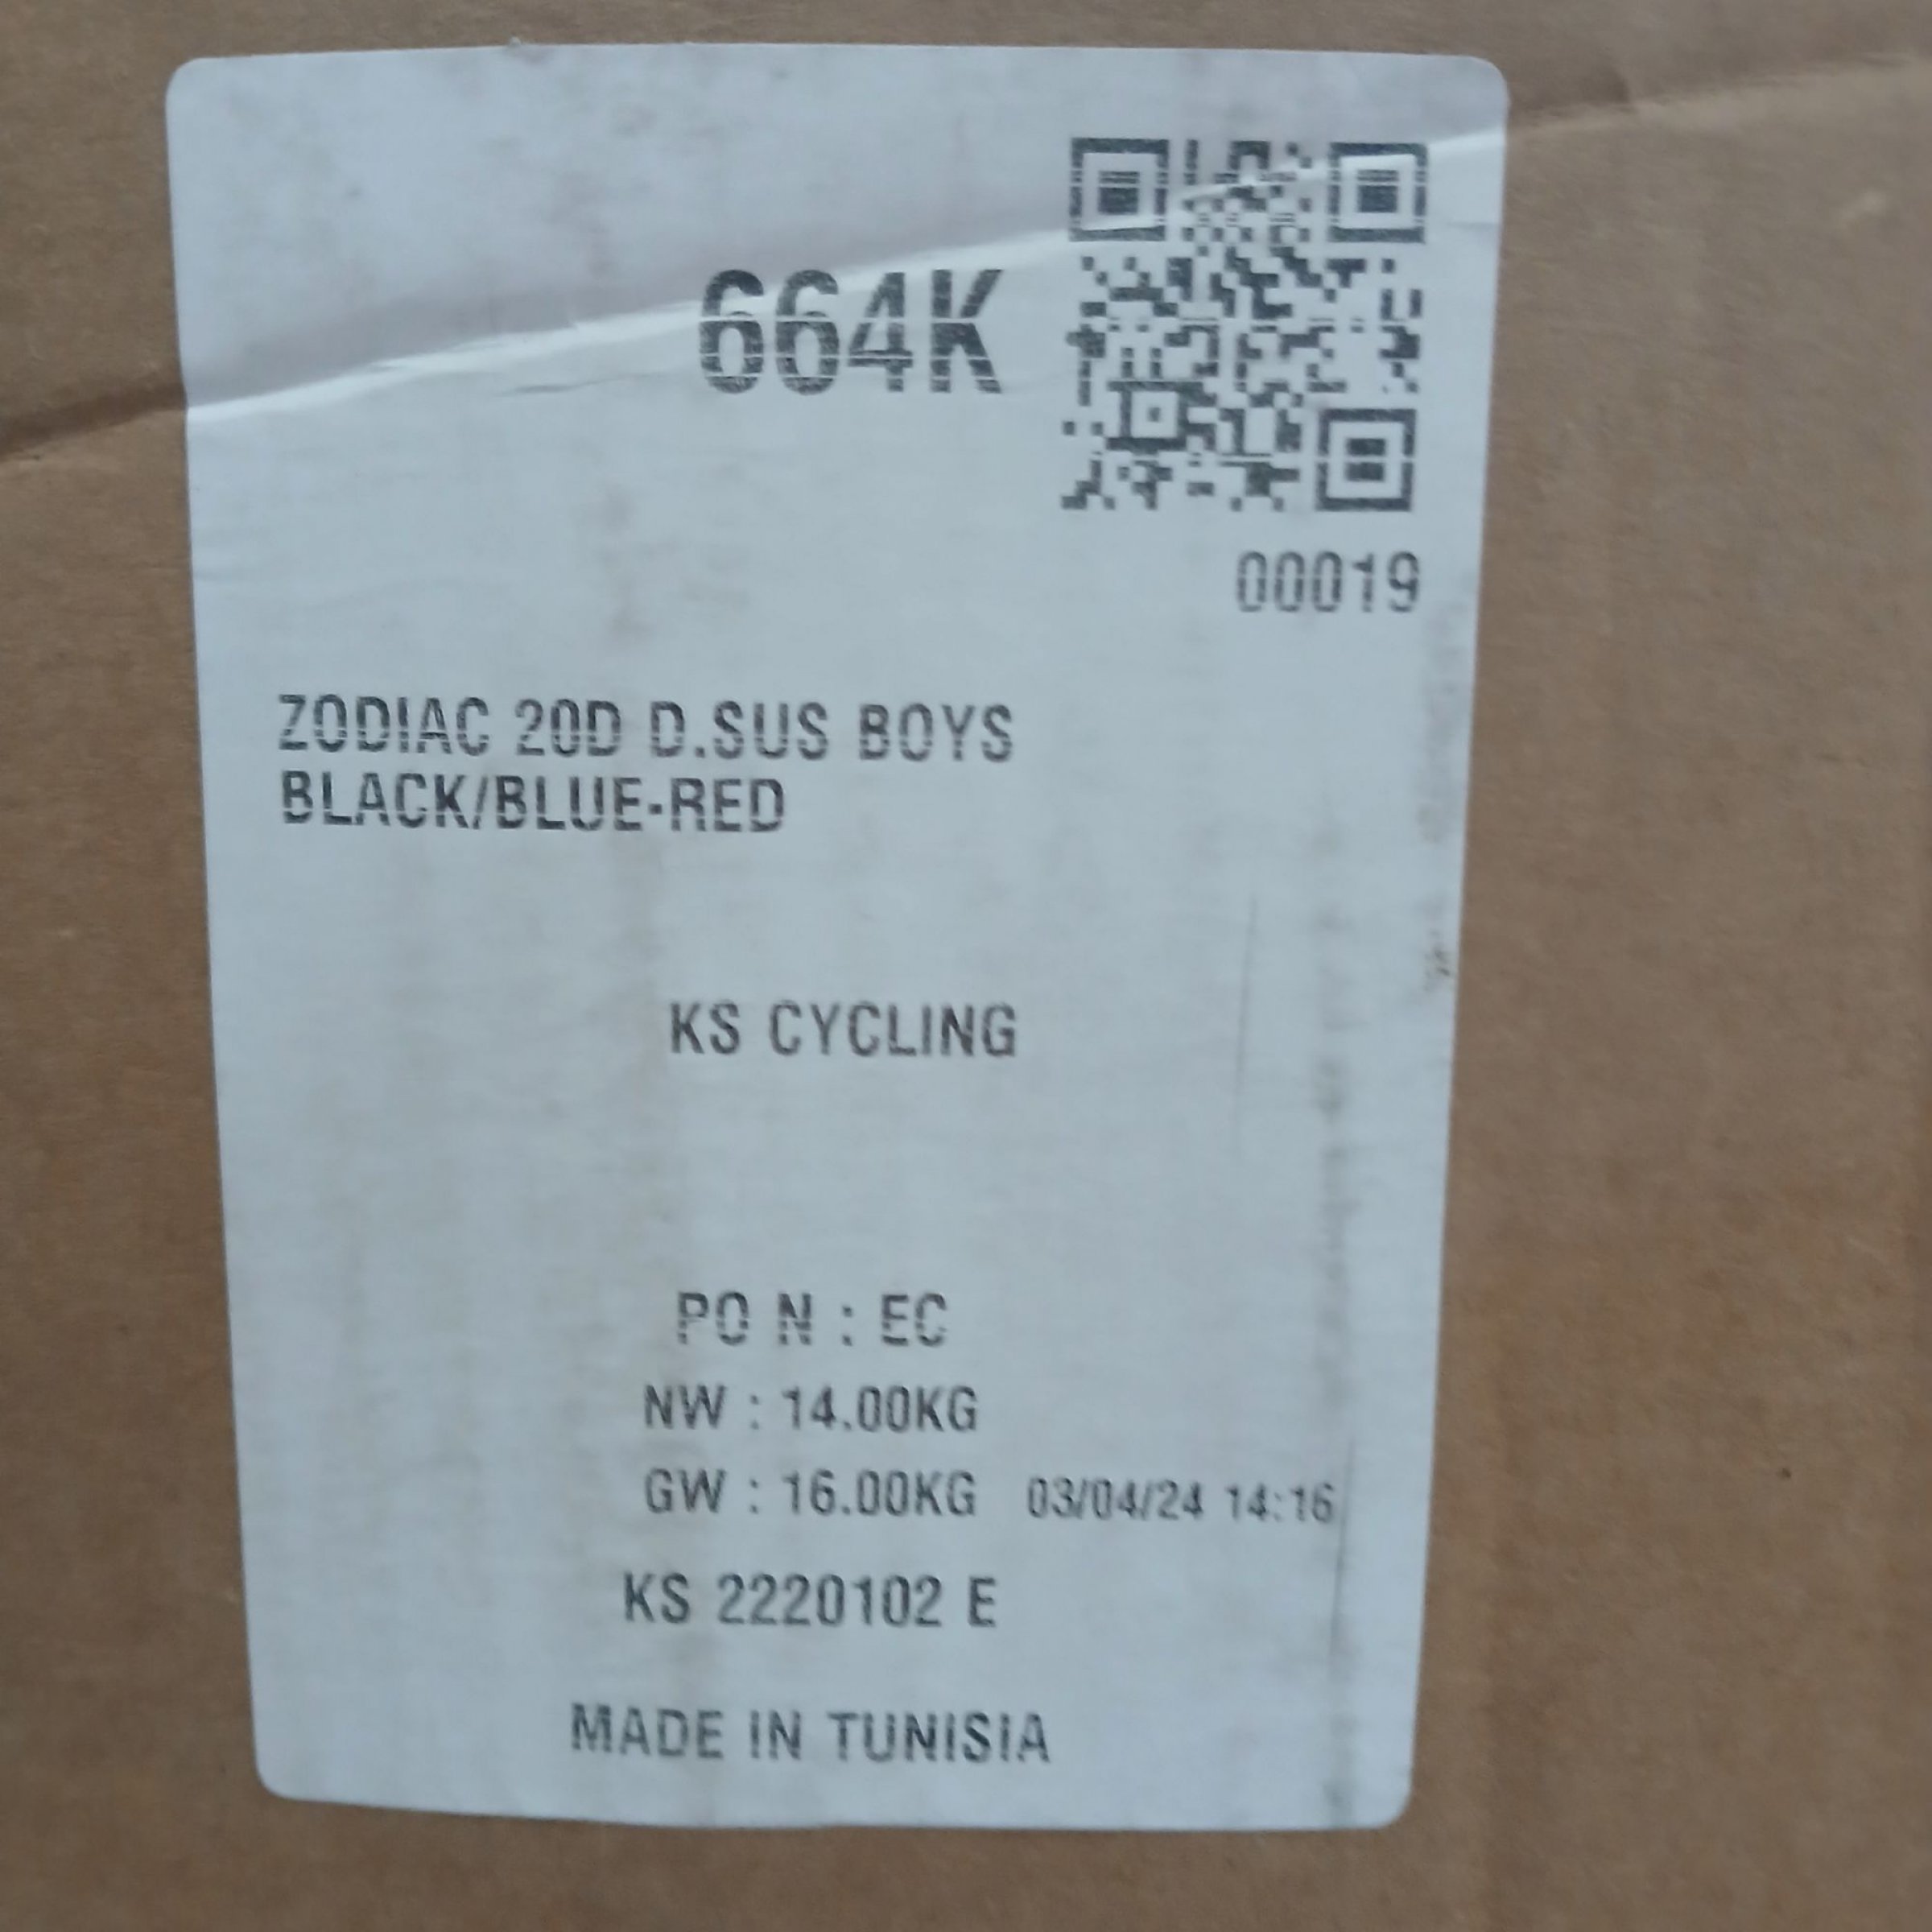 664K
00019
ZODIAC 20D D.SUS BOYS
BLACK/BLUE-RED
KS CYCLING
PO N : EC
NW : 14.00KG
GW : 16.00KG 03/04/24 14:16
KS 2220102 E
MADE IN TUNISIA